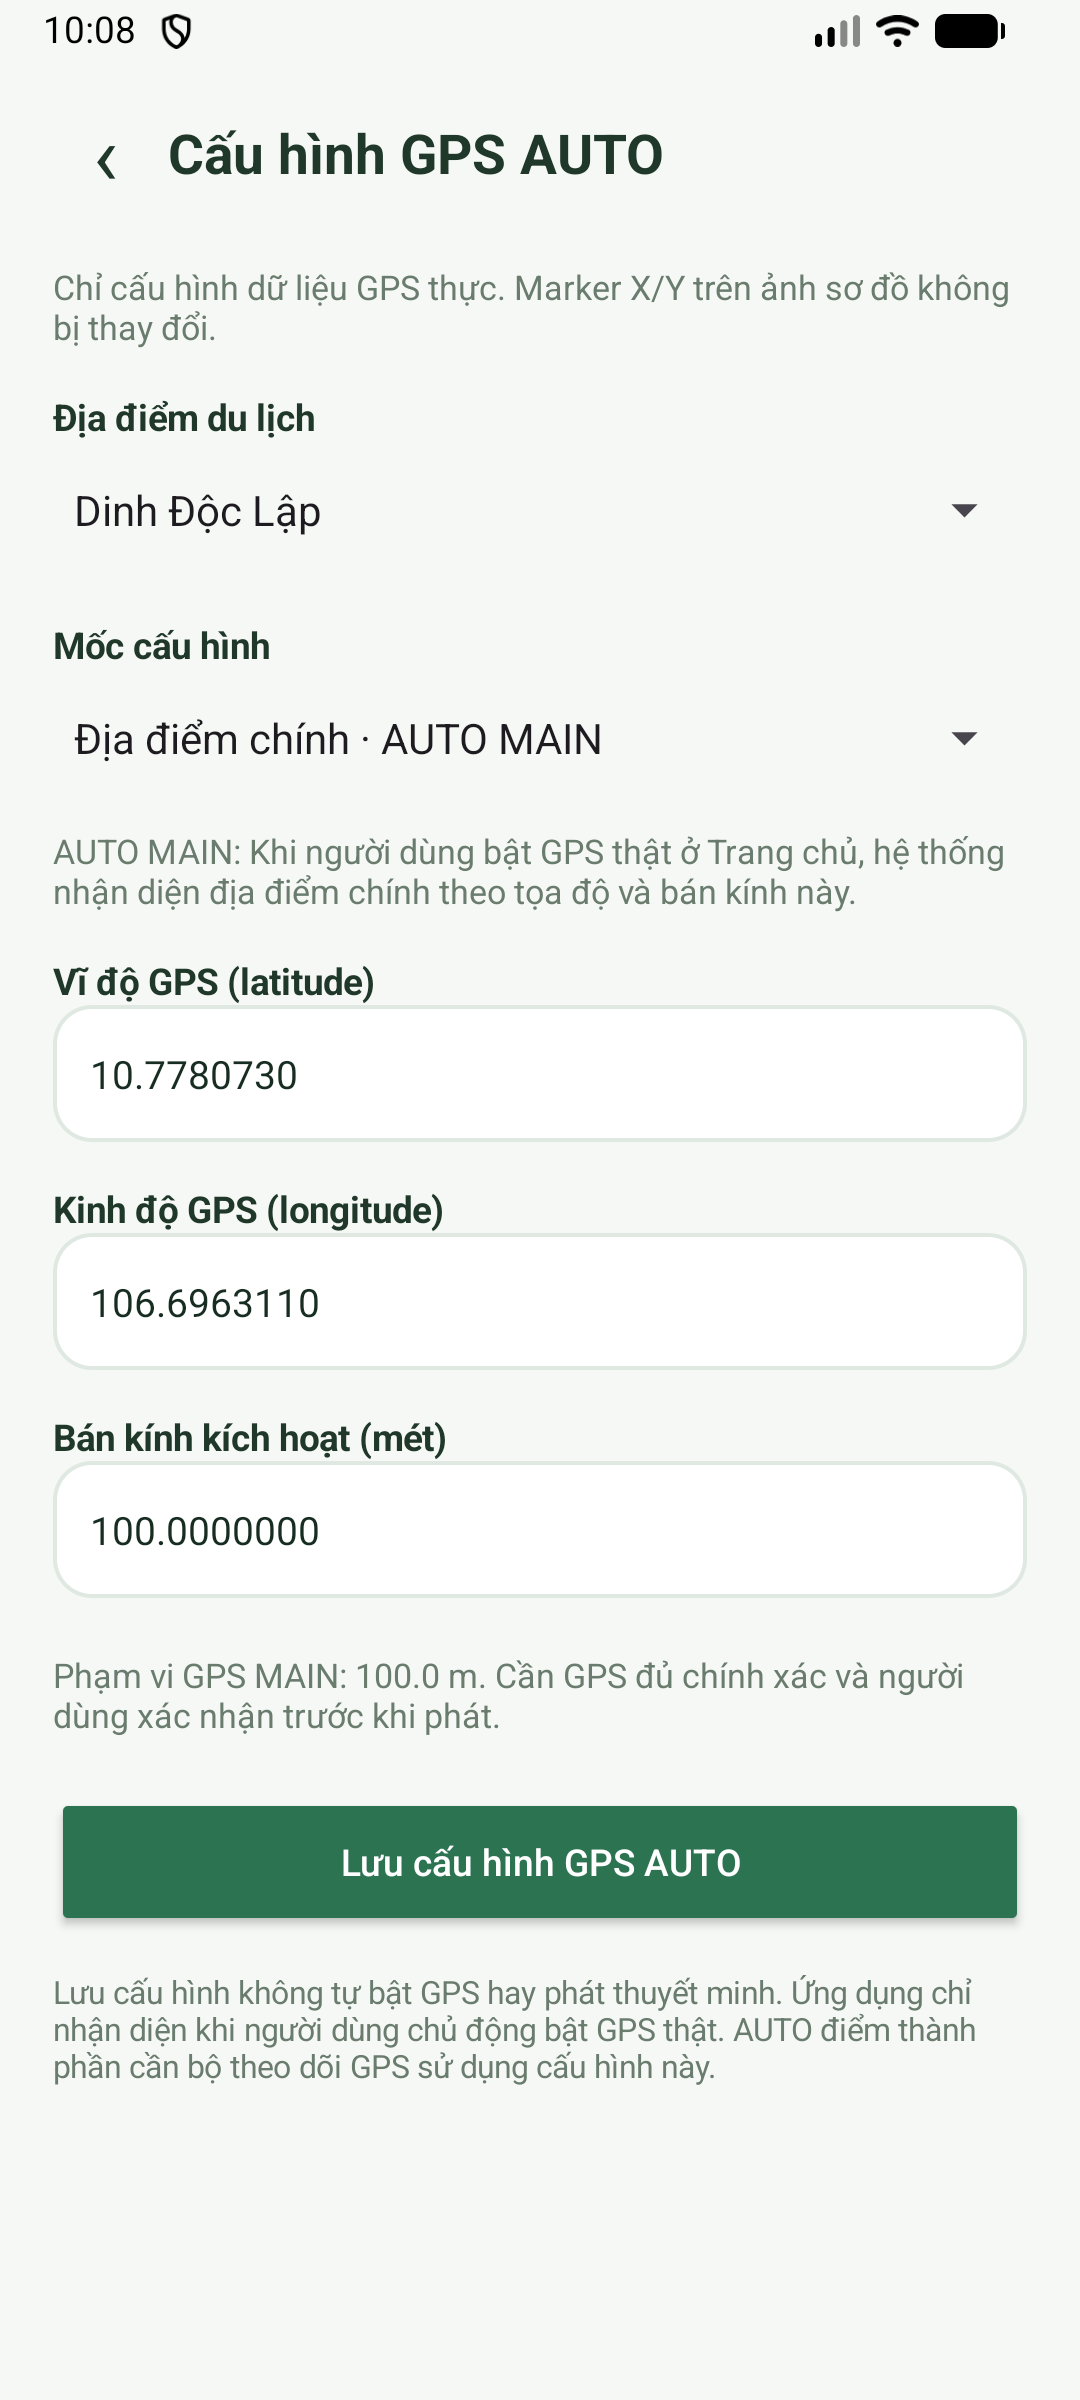 10:08
‹ Cấu hình GPS AUTO
Chỉ cấu hình dữ liệu GPS thực. Marker X/Y trên ảnh sơ đồ không
bị thay đổi.
Địa điểm du lịch
Dinh Độc Lập
Mốc cấu hình
Địa điểm chính · AUTO MAIN
AUTO MAIN: Khi người dùng bật GPS thật ở Trang chủ, hệ thống
nhận diện địa điểm chính theo tọa độ và bán kính này.
Vĩ độ GPS (latitude)
10.7780730
Kinh độ GPS (longitude)
106.6963110
Bán kính kích hoạt (mét)
100.0000000
Phạm vi GPS MAIN: 100.0 m. Cần GPS đủ chính xác và người
dùng xác nhận trước khi phát.
Lưu cấu hình GPS AUTO
Lưu cấu hình không tự bật GPS hay phát thuyết minh. Ứng dụng chỉ
nhận diện khi người dùng chủ động bật GPS thật. AUTO điểm thành
phần cần bộ theo dõi GPS sử dụng cấu hình này.